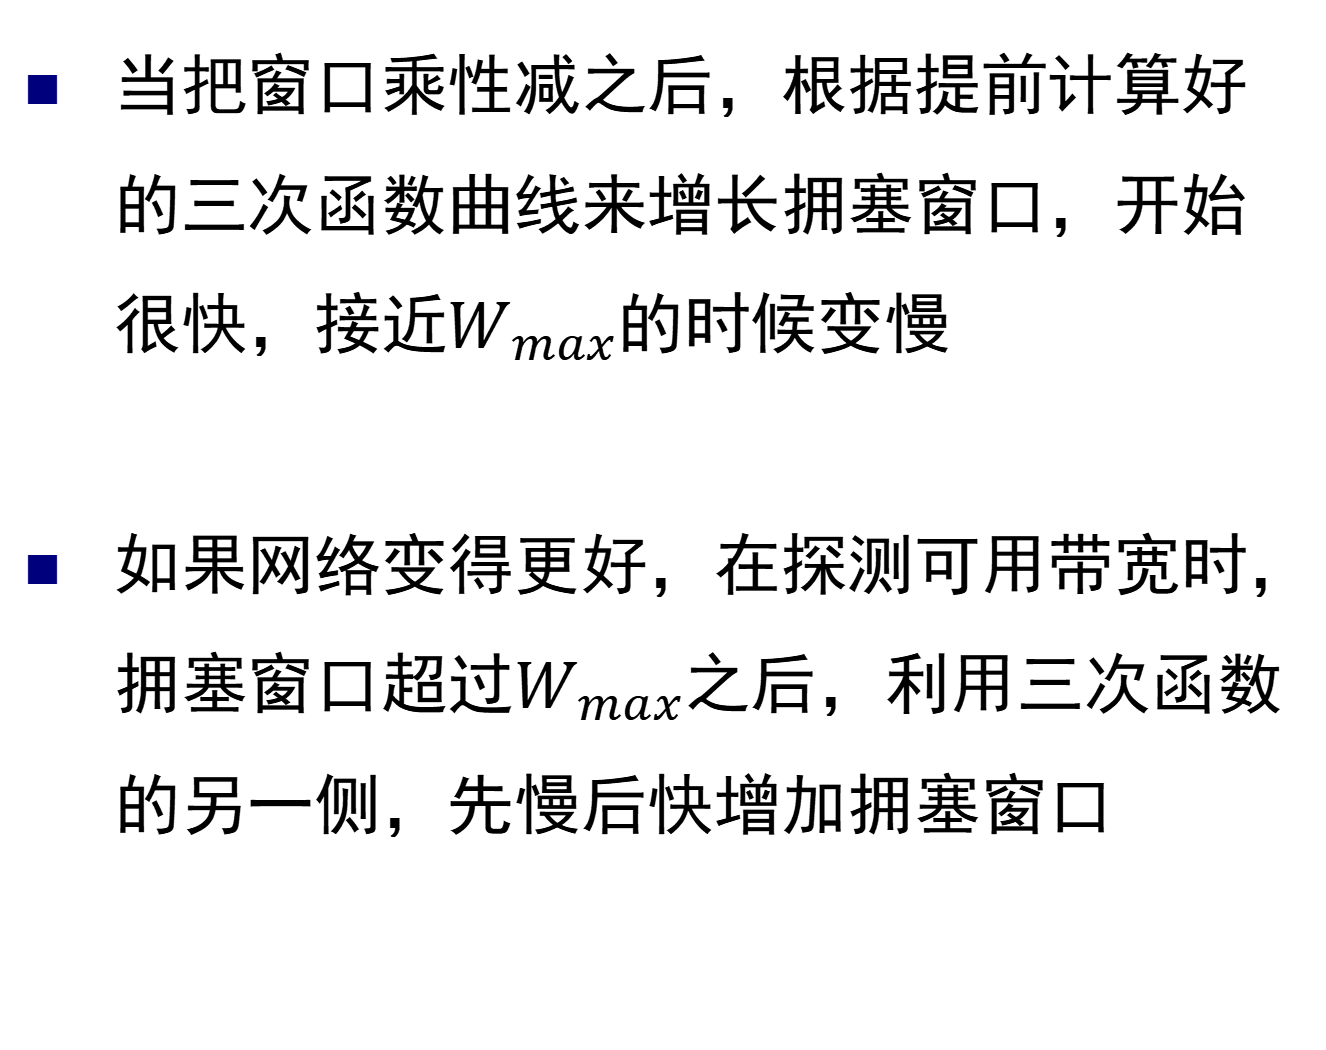 ■ 当把窗口乘性减之后，根据提前计算好
的三次函数曲线来增长拥塞窗口，开始
很快，接近W_max的时候变慢
■ 如果网络变得更好，在探测可用带宽时，
拥塞窗口超过W_max之后，利用三次函数
的另一侧，先慢后快增加拥塞窗口